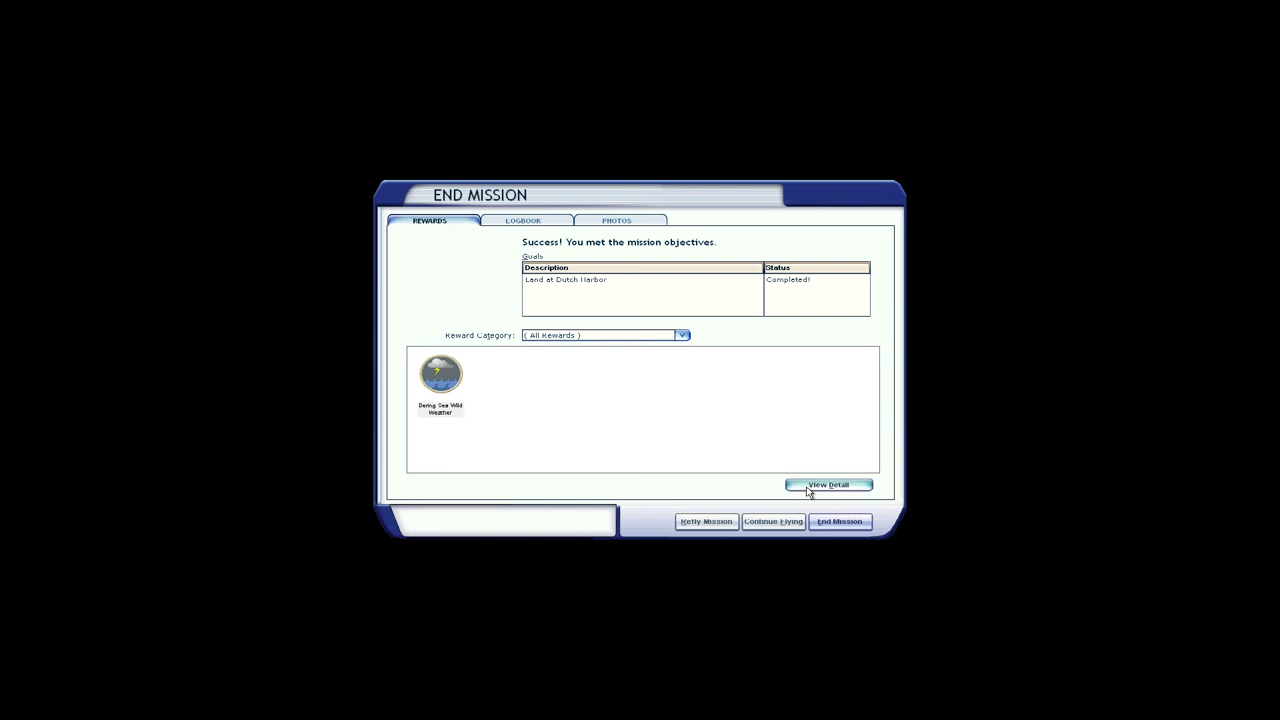 END MISSION
REWARDS
LOGBOOK
PHOTOS
Success! You met the mission objectives.
Goals
Description
Status
Land at Dutch Harbor
Completed!
Reward Category:
( All Rewards )
Bering Sea Wild
Weather
View Detail
Refly Mission
Continue Flying
End Mission